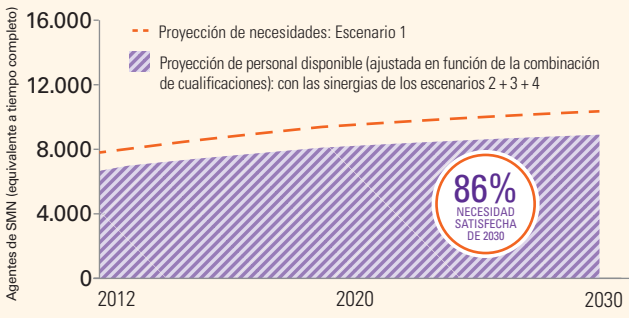 Agentes de SMN (equivalente a tiempo completo)
16.000
12.000
8.000
4.000
0
Proyección de necesidades: Escenario 1
Proyección de personal disponible (ajustada en función de la combinación
de cualificaciones): con las sinergias de los escenarios 2 + 3 + 4
86%
NECESIDAD
SATISFECHA
DE 2030
2012
2020
2030